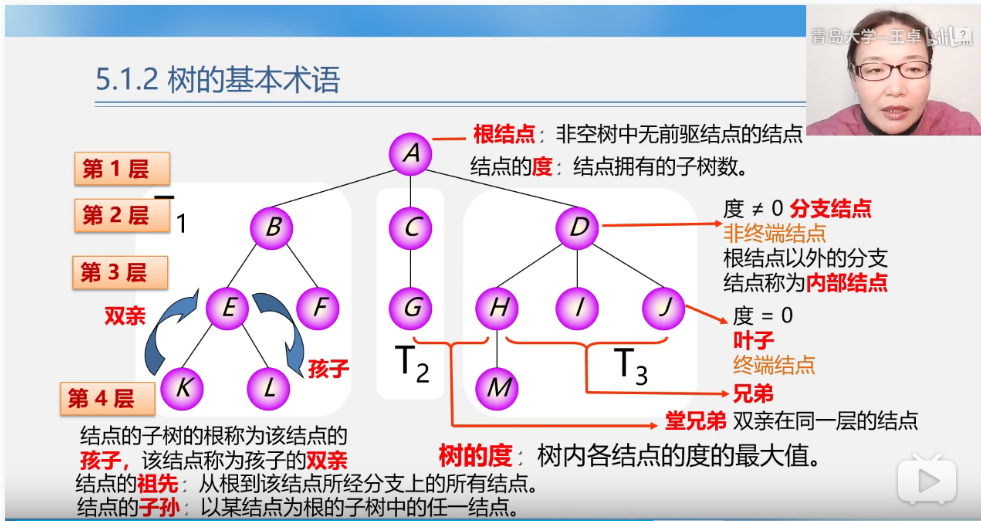 青岛大学-王卓
5.1.2 树的基本术语
根结点：非空树中无前驱结点的结点
结点的度：结点拥有的子树数。
第 1 层
A
第 2 层
T1
B
C
D
度 ≠ 0 分支结点
非终端结点
根结点以外的分支
结点称为内部结点
第 3 层
双亲
E
F
G
H
I
J
度 = 0
叶子
终端结点
孩子
T2
T3
第 4 层
K
L
M
兄弟
堂兄弟 双亲在同一层的结点
结点的子树的根称为该结点的
孩子，该结点称为孩子的双亲
树的度：树内各结点的度的最大值。
结点的祖先：从根到该结点所经分支上的所有结点。
结点的子孙：以某结点为根的子树中的任一结点。